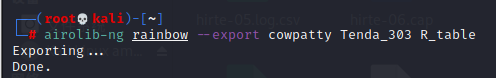 (root💀kali)-[~]
# airolib-ng rainbow --export cowpatty Tenda_303 R_table
Exporting...
Done.